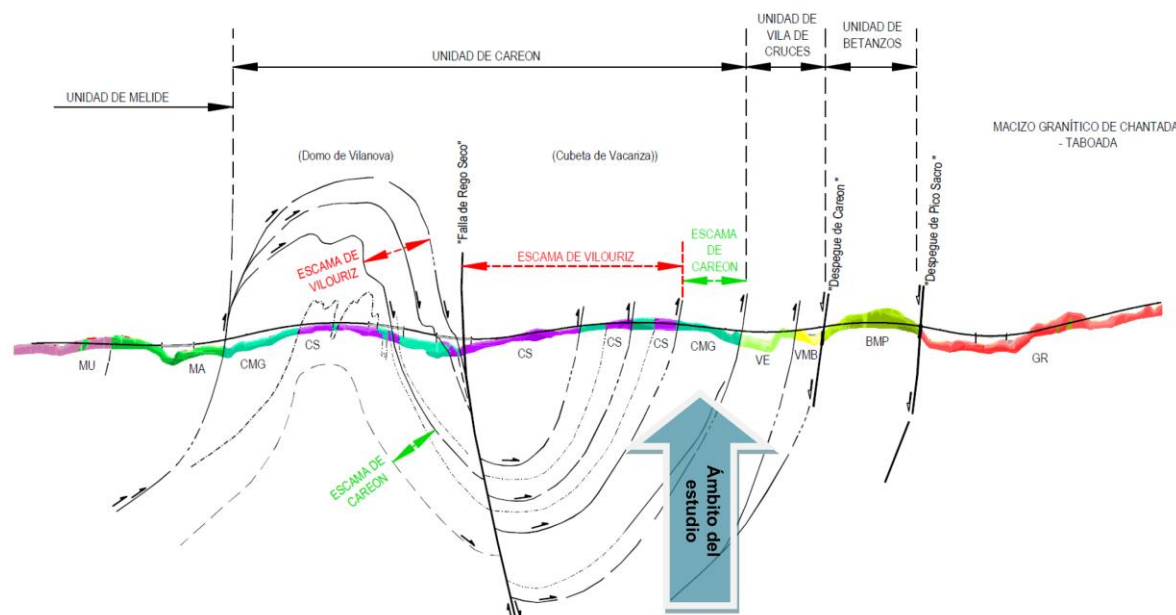 UNIDAD DE
VILA DE
CRUCES
UNIDAD DE
BETANZOS
UNIDAD DE CAREON
UNIDAD DE MELIDE
MACIZO GRANÍTICO DE CHANTADA
- TABOADA
(Domo de Vilanova)
"Falla de Rego Seco"
(Cubeta de Vacariza))
"Despegue de Careon "
"Despegue de Pico Sacro "
ESCAMA DE
VILOURIZ
ESCAMA DE VILOURIZ
ESCAMA
DE
CAREON
MU
MA
CMG
CS
CS
CS
CS
CMG
VE
VMB
BMP
GR
ESCAMA DE
CAREON
Ámbito del
estudio